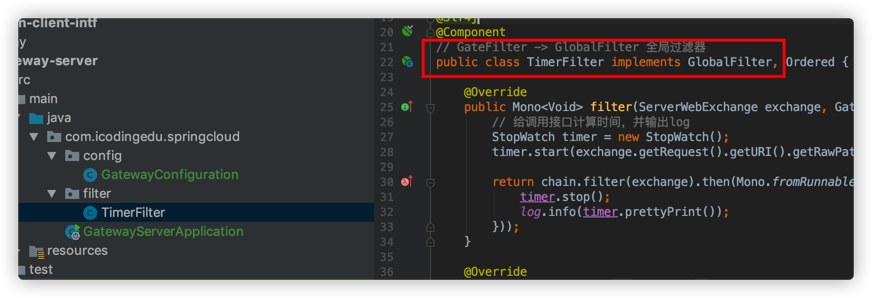 n-client-intf
y
eway-server
rc
main
java
com.icodingedu.springcloud
config
GatewayConfiguration
filter
TimerFilter
GatewayServerApplication
resources
test
19 @Slf4j
20 @Component
21 // GateFilter -> GlobalFilter 全局过滤器
22 public class TimerFilter implements GlobalFilter, Ordered {
24 @Override
25 public Mono<Void> filter(ServerWebExchange exchange, Gat
26 // 给调用接口计算时间，并输出log
27 StopWatch timer = new StopWatch();
28 timer.start(exchange.getRequest().getURI().getRawPat
30 return chain.filter(exchange).then(Mono.fromRunnable
31 timer.stop();
32 log.info(timer.prettyPrint());
33 }));
34 }
36 @Override